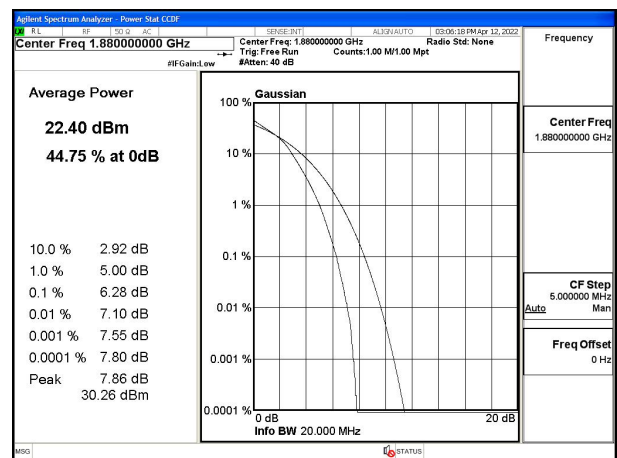 Agilent Spectrum Analyzer - Power Stat CCDF
RL RF 50 Ω AC SENSE:INT ALIGN AUTO 03:06:18 PM Apr 12, 2022
Center Freq 1.880000000 GHz
Center Freq: 1.880000000 GHz Radio Std: None
Trig: Free Run Counts:1.00 M/1.00 Mpt
#IFGain:Low #Atten: 40 dB
Frequency
Average Power
22.40 dBm
44.75 % at 0dB
10.0 % 2.92 dB
1.0 % 5.00 dB
0.1 % 6.28 dB
0.01 % 7.10 dB
0.001 % 7.55 dB
0.0001 % 7.80 dB
Peak 7.86 dB
30.26 dBm
Gaussian
100 %
10 %
1 %
0.1 %
0.01 %
0.001 %
0.0001 %
0 dB 20 dB
Info BW 20.000 MHz
Center Freq
1.880000000 GHz
CF Step
5.000000 MHz
Auto Man
Freq Offset
0 Hz
MSG STATUS